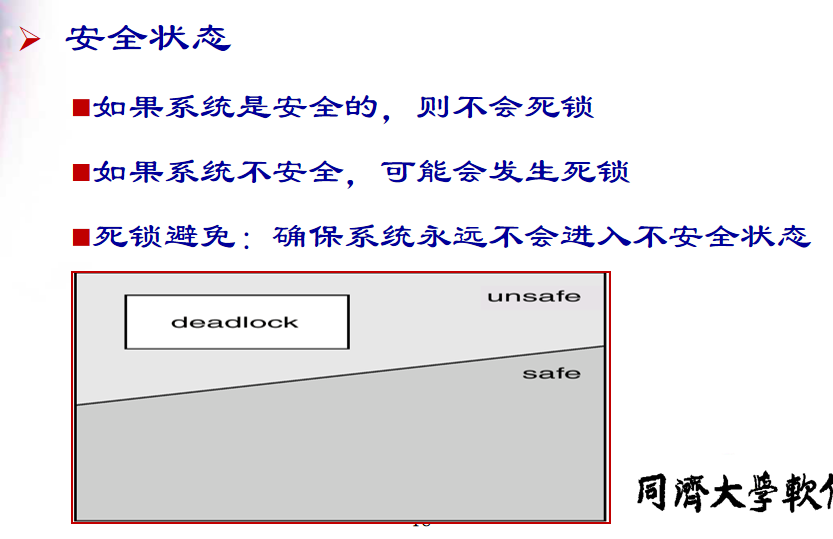 安全状态
如果系统是安全的，则不会死锁
如果系统不安全，可能会发生死锁
死锁避免：确保系统永远不会进入不安全状态
unsafe
deadlock
safe
同濟大學軟